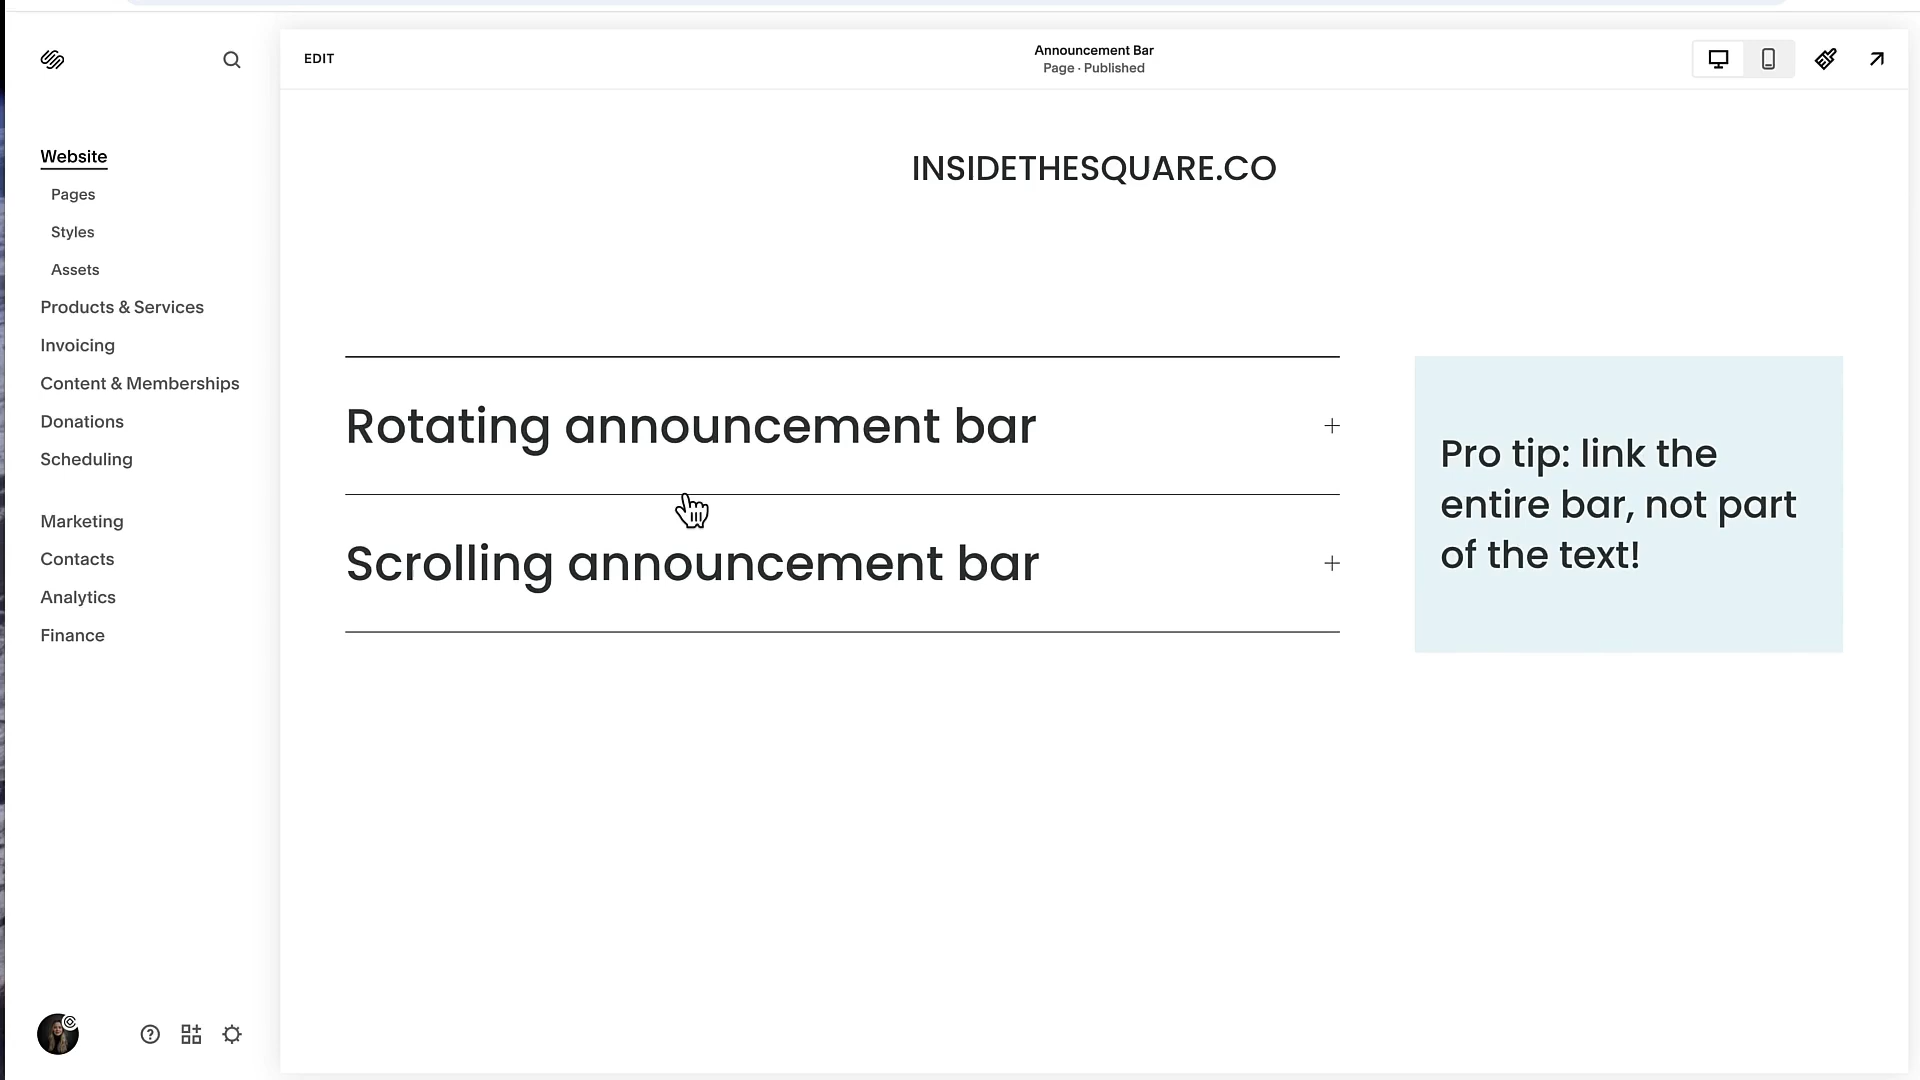 EDIT
Announcement Bar
Page · Published
Website
Pages
Styles
Assets
Products & Services
Invoicing
Content & Memberships
Donations
Scheduling
Marketing
Contacts
Analytics
Finance
INSIDETHESQUARE.CO
Rotating announcement bar
Scrolling announcement bar
Pro tip: link the
entire bar, not part
of the text!